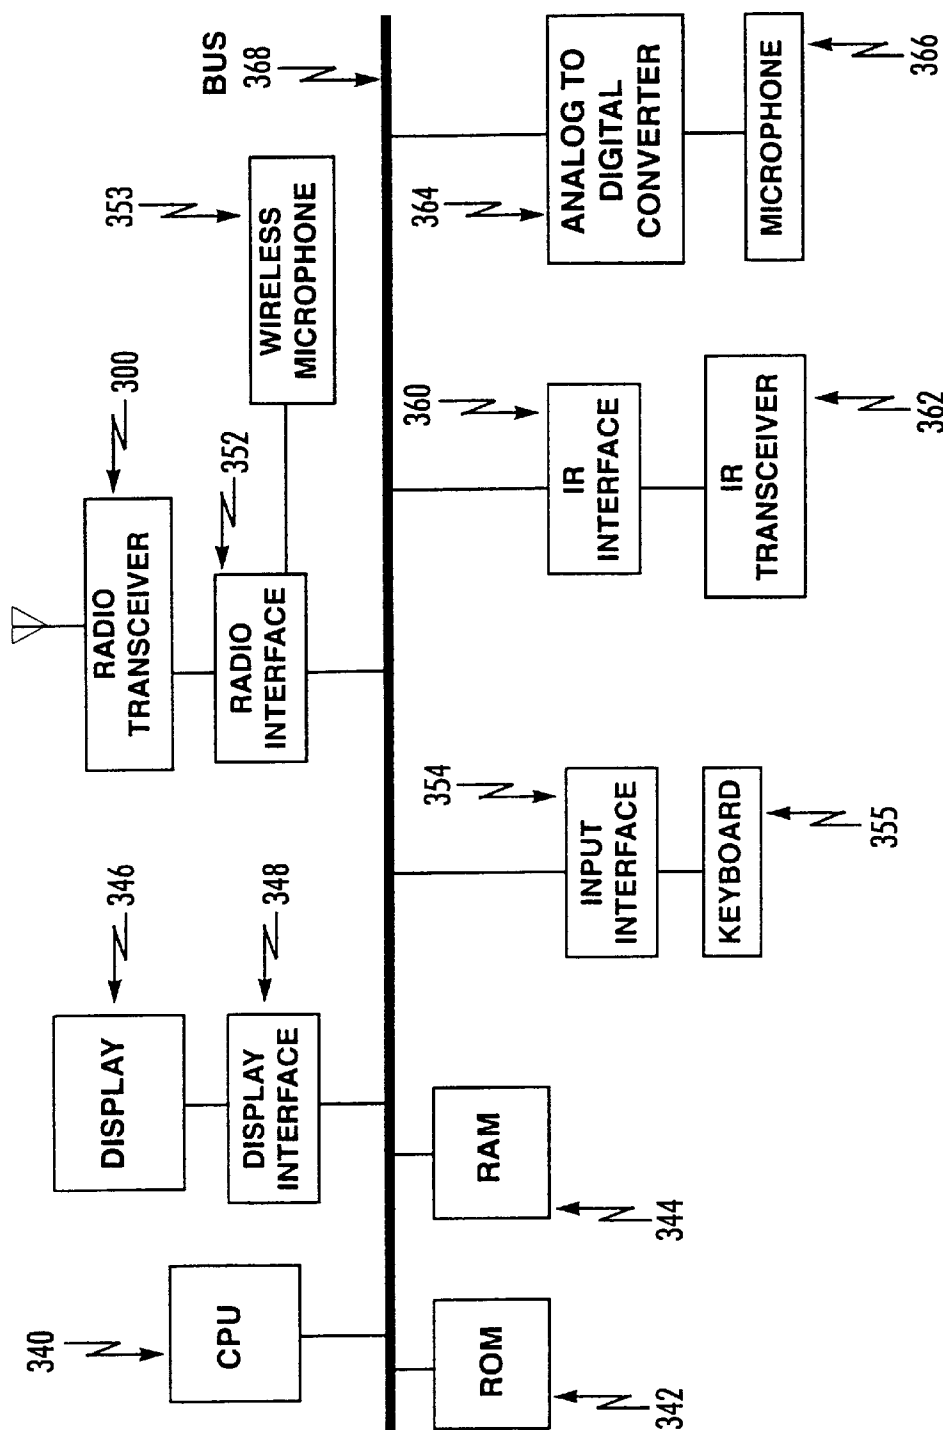 340
CPU
346
DISPLAY
348
DISPLAY
INTERFACE
300
RADIO
TRANSCEIVER
352
RADIO
INTERFACE
353
WIRELESS
MICROPHONE
BUS
368
ROM
342
RAM
344
354
INPUT
INTERFACE
KEYBOARD
355
360
IR
INTERFACE
IR
TRANSCEIVER
362
364
ANALOG TO
DIGITAL
CONVERTER
MICROPHONE
366